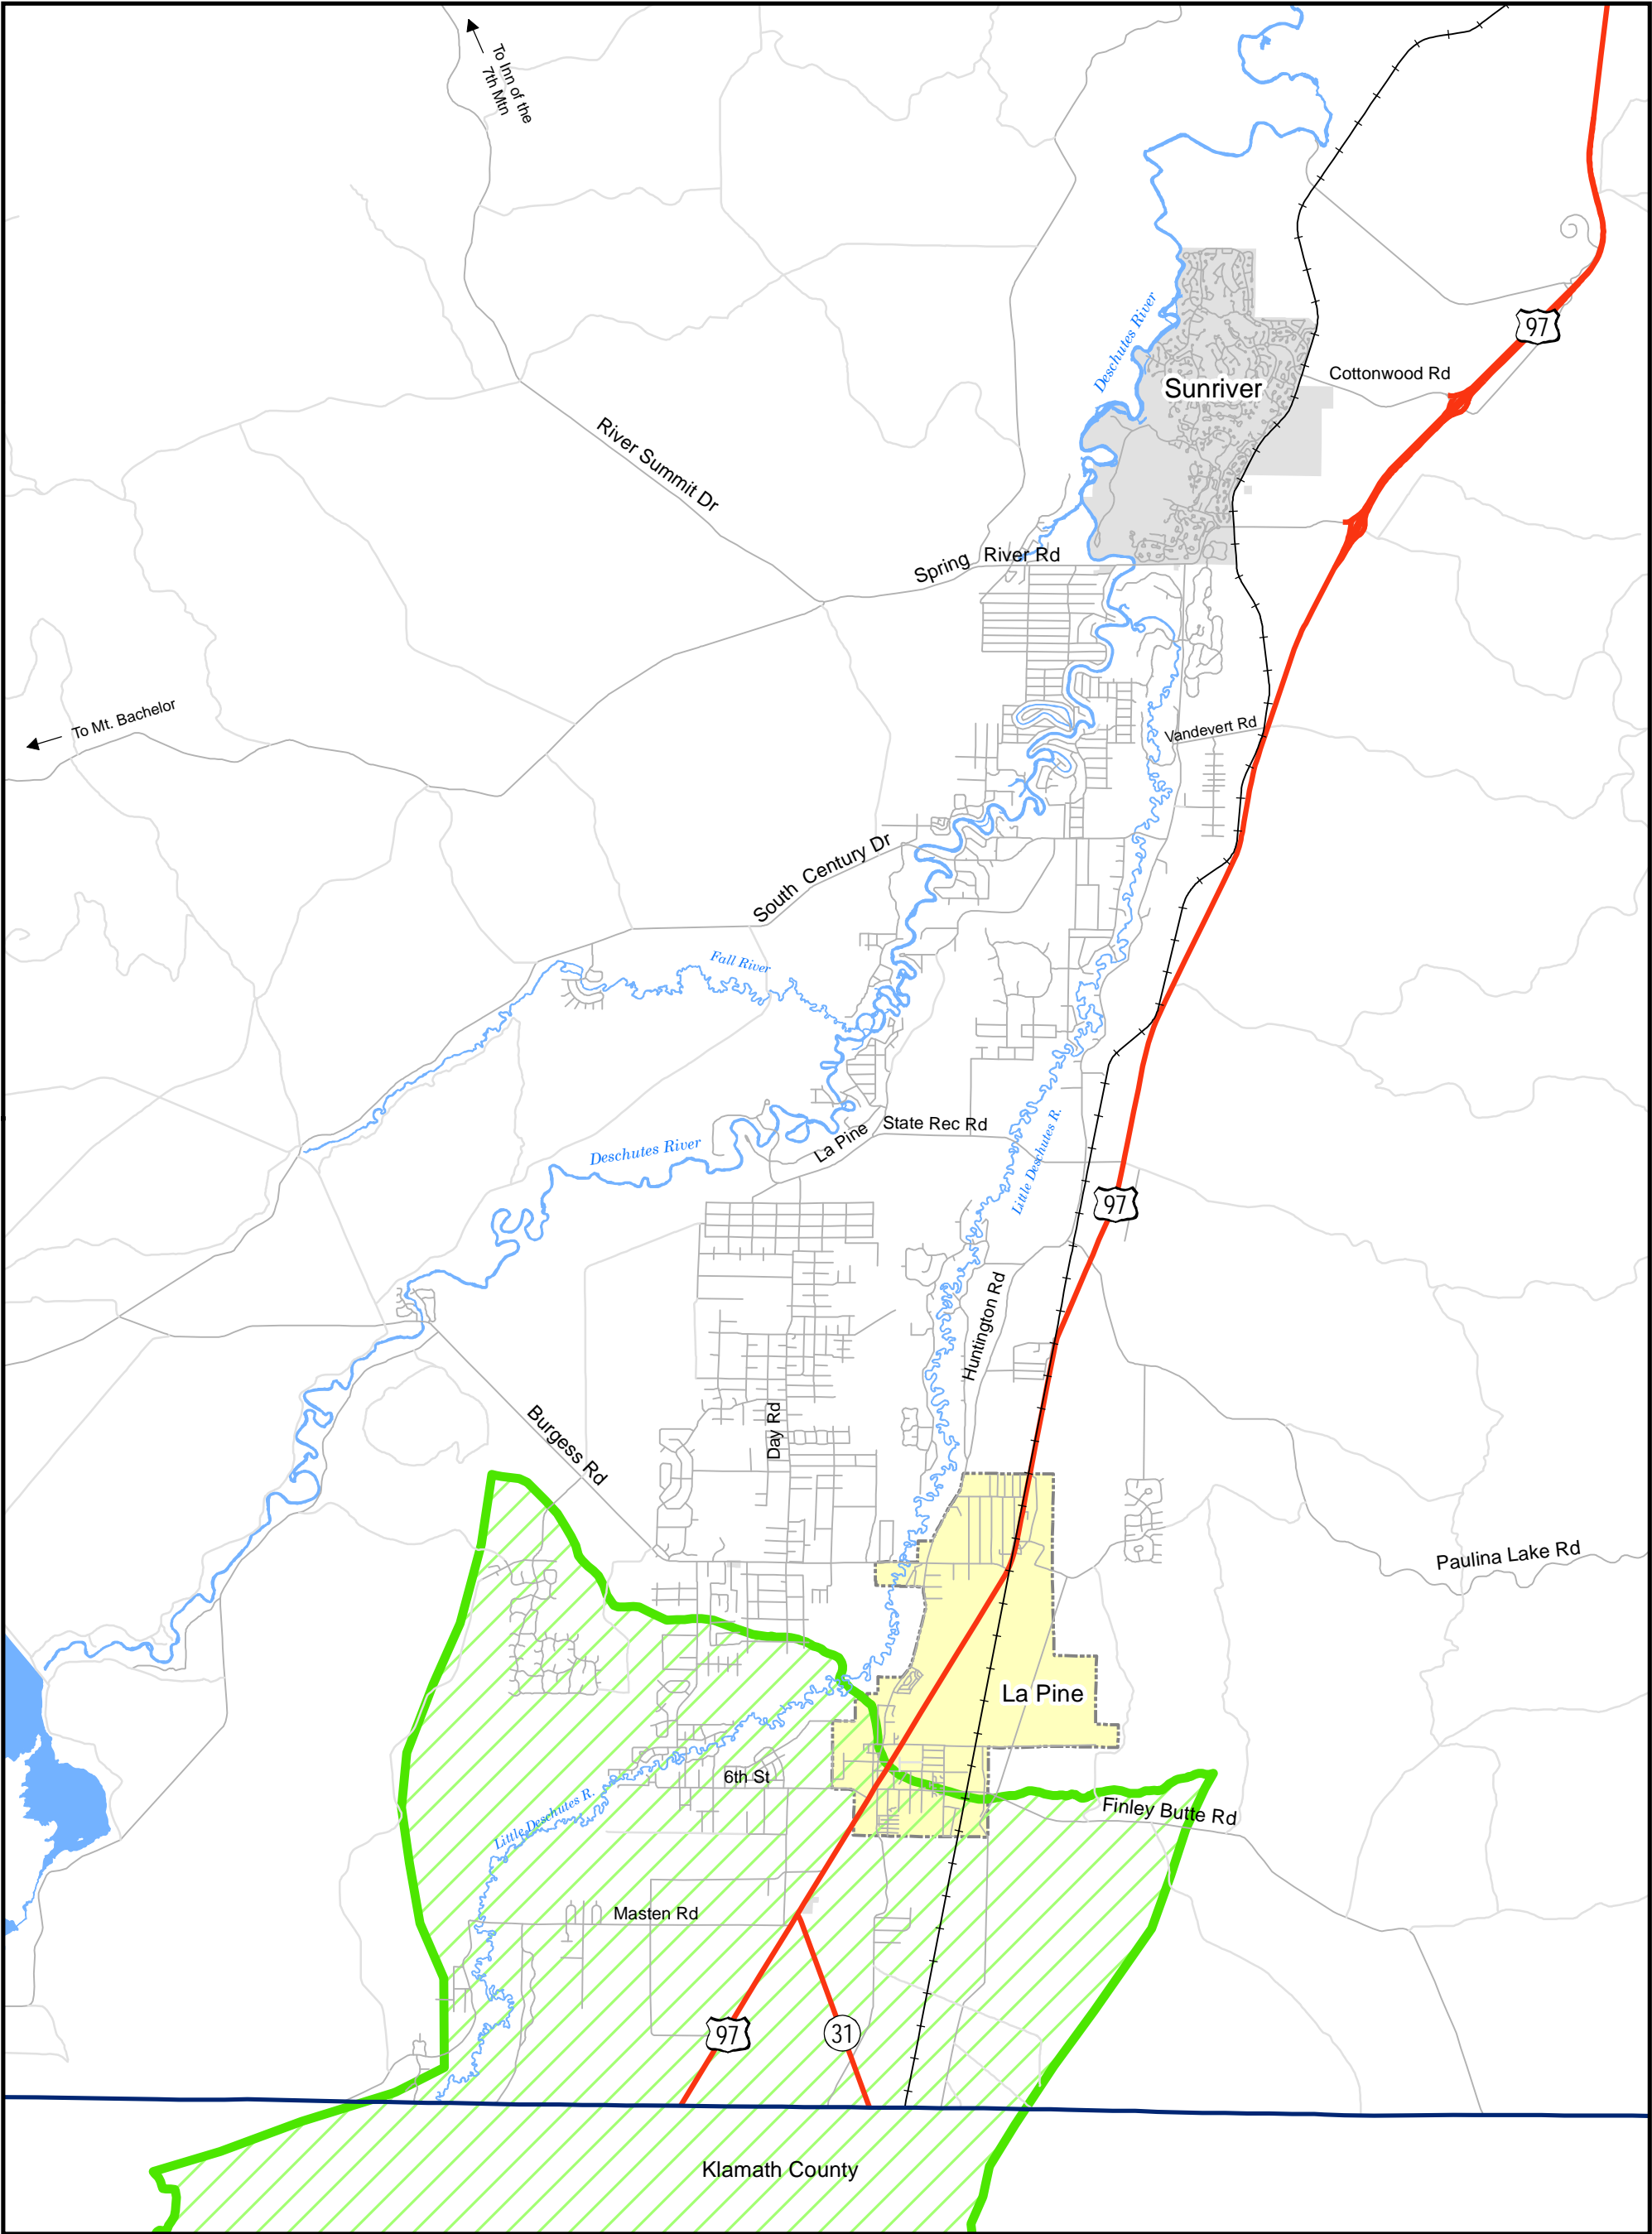 To Inn of the
7th Mtn
97
Deschutes River
Cottonwood Rd
Sunriver
River Summit Dr
Spring River Rd
To Mt. Bachelor
Vandevert Rd
South Century Dr
Fall River
State Rec Rd
La Pine
Deschutes River
Little Deschutes R.
97
Huntington Rd
Day Rd
Burgess Rd
Paulina Lake Rd
La Pine
6th St
Finley Butte Rd
Little Deschutes R.
Masten Rd
97
31
Klamath County